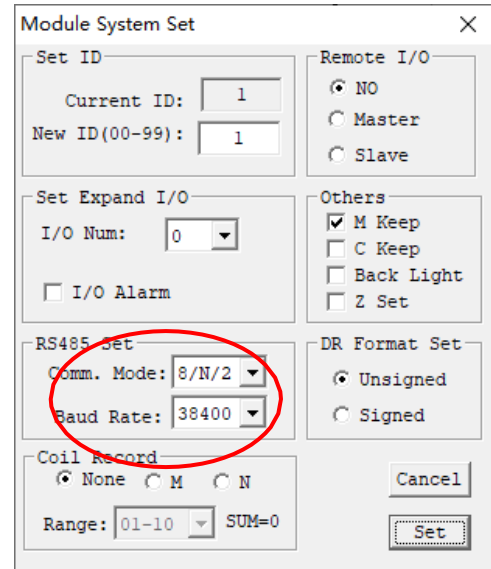 Module System Set
Set ID
Current ID: 1
New ID(00-99): 1
Remote I/O
NO
Master
Slave
Set Expand I/O
I/O Num: 0
I/O Alarm
Others
M Keep
C Keep
Back Light
Z Set
RS485 Set
Comm. Mode: 8/N/2
Baud Rate: 38400
DR Format Set
Unsigned
Signed
Coil Record
None M N
Range: 01-10 SUM=0
Cancel
Set